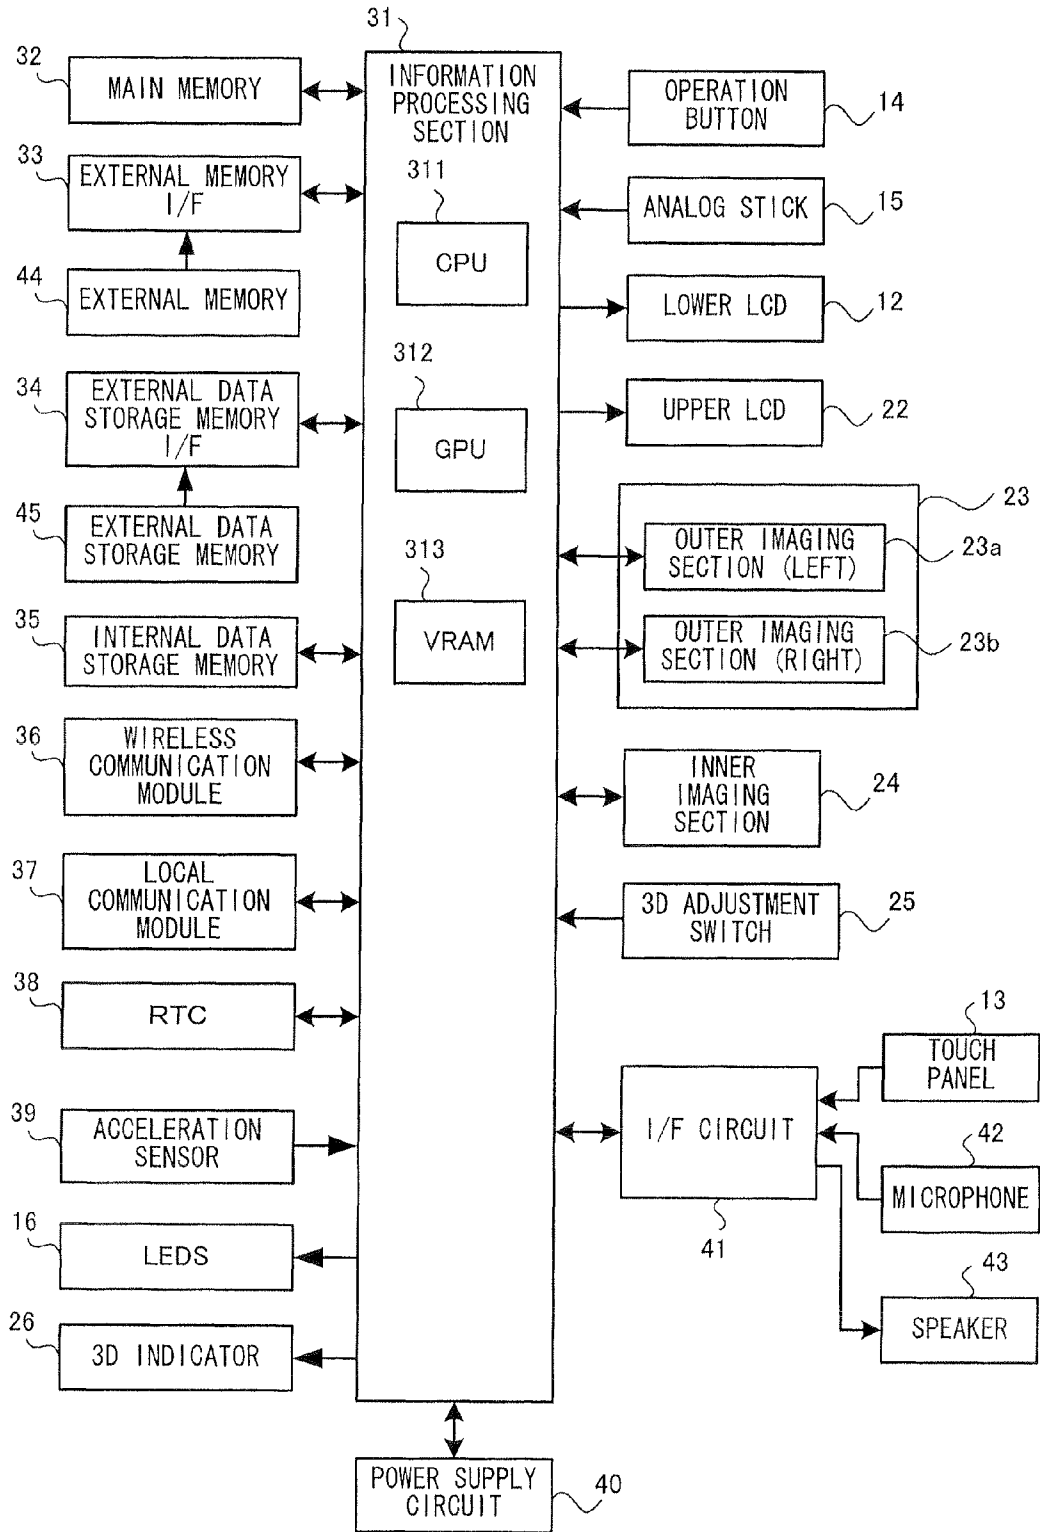 31
INFORMATION
PROCESSING
SECTION
311
CPU
312
GPU
313
VRAM
32
MAIN MEMORY
33
EXTERNAL MEMORY
I/F
44
EXTERNAL MEMORY
34
EXTERNAL DATA
STORAGE MEMORY
I/F
45
EXTERNAL DATA
STORAGE MEMORY
35
INTERNAL DATA
STORAGE MEMORY
36
WIRELESS
COMMUNICATION
MODULE
37
LOCAL
COMMUNICATION
MODULE
38
RTC
39
ACCELERATION
SENSOR
16
LEDS
26
3D INDICATOR
OPERATION
BUTTON
14
ANALOG STICK
15
LOWER LCD
12
UPPER LCD
22
23
OUTER IMAGING
SECTION (LEFT)
23a
OUTER IMAGING
SECTION (RIGHT)
23b
INNER
IMAGING
SECTION
24
3D ADJUSTMENT
SWITCH
25
13
TOUCH
PANEL
I/F CIRCUIT
41
42
MICROPHONE
43
SPEAKER
POWER SUPPLY
CIRCUIT
40